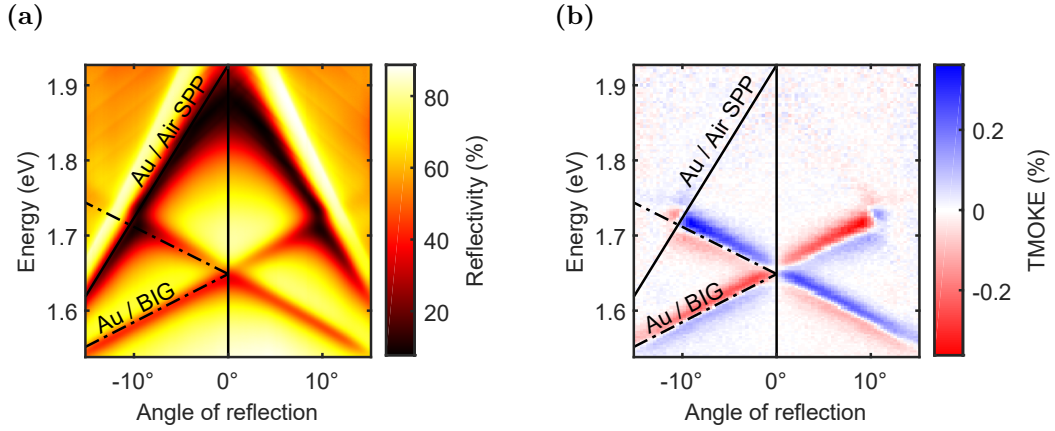 (a)
1.9
1.8
1.7
1.6
Energy (eV)
-10°
0°
10°
Angle of reflection
Au / Air SPP
Au / BIG
80
60
40
20
Reflectivity (%)
(b)
1.9
1.8
1.7
1.6
Energy (eV)
-10°
0°
10°
Angle of reflection
Au / Air SPP
Au / BIG
0.2
0
-0.2
TMOKE (%)